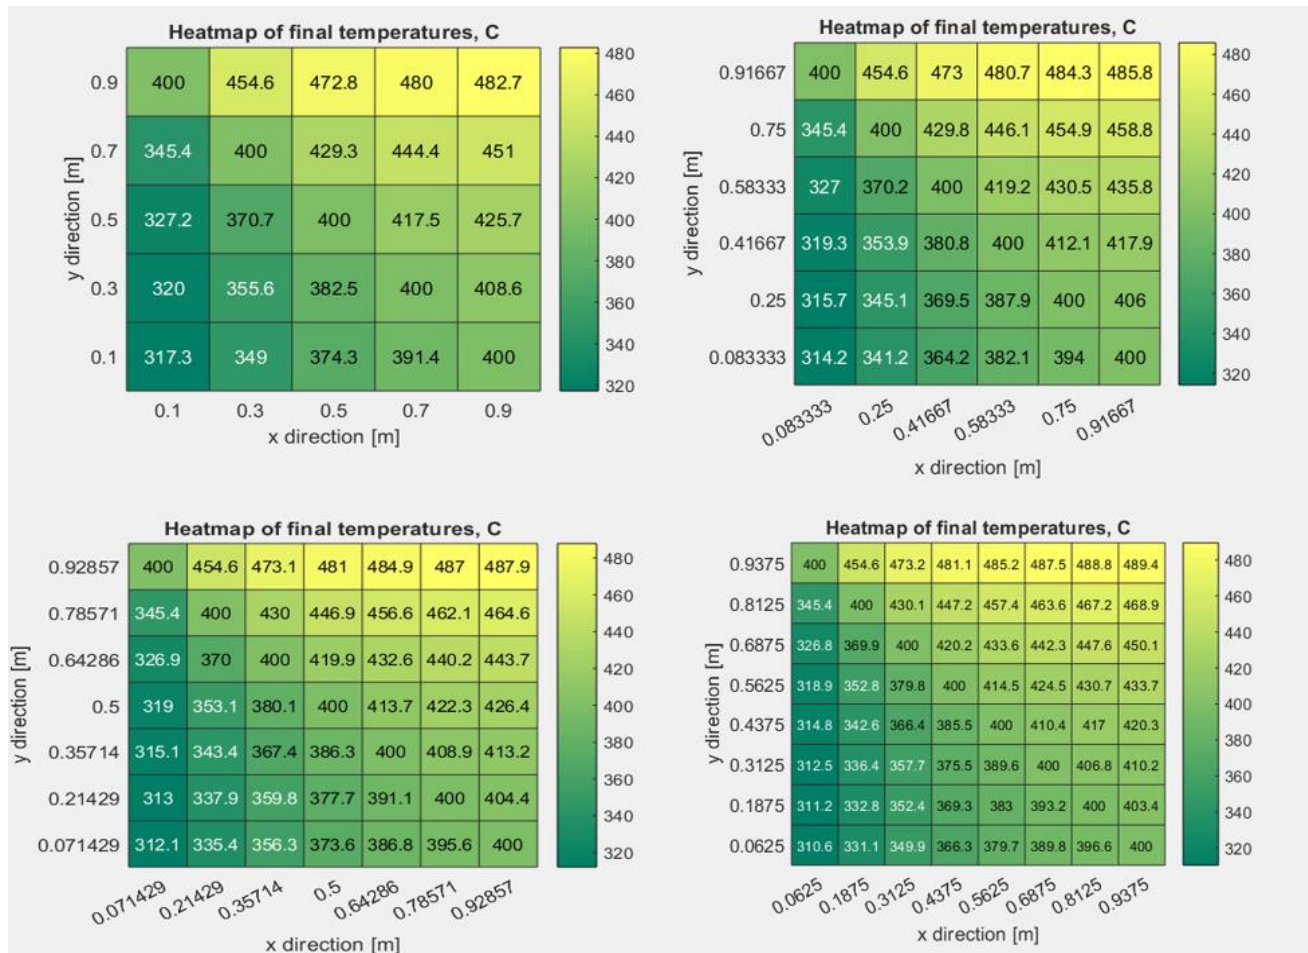 Heatmap of final temperatures, C
0.9 400 454.6 472.8 480 482.7
0.7 345.4 400 429.3 444.4 451
0.5 327.2 370.7 400 417.5 425.7
0.3 320 355.6 382.5 400 408.6
0.1 317.3 349 374.3 391.4 400
0.1 0.3 0.5 0.7 0.9
x direction [m]
y direction [m]
480
460
440
420
400
380
360
340
320
Heatmap of final temperatures, C
0.91667 400 454.6 473 480.7 484.3 485.8
0.75 345.4 400 429.8 446.1 454.9 458.8
0.58333 327 370.2 400 419.2 430.5 435.8
0.41667 319.3 353.9 380.8 400 412.1 417.9
0.25 315.7 345.1 369.5 387.9 400 406
0.083333 314.2 341.2 364.2 382.1 394 400
0.083333 0.25 0.41667 0.58333 0.75 0.91667
x direction [m]
y direction [m]
480
460
440
420
400
380
360
340
320
Heatmap of final temperatures, C
0.92857 400 454.6 473.1 481 484.9 487 487.9
0.78571 345.4 400 430 446.9 456.6 462.1 464.6
0.64286 326.9 370 400 419.9 432.6 440.2 443.7
0.5 319 353.1 380.1 400 413.7 422.3 426.4
0.35714 315.1 343.4 367.4 386.3 400 408.9 413.2
0.21429 313 337.9 359.8 377.7 391.1 400 404.4
0.071429 312.1 335.4 356.3 373.6 386.8 395.6 400
0.071429 0.21429 0.35714 0.5 0.64286 0.78571 0.92857
x direction [m]
y direction [m]
480
460
440
420
400
380
360
340
320
Heatmap of final temperatures, C
0.9375 400 454.6 473.2 481.1 485.2 487.5 488.8 489.4
0.8125 345.4 400 430.1 447.2 457.4 463.6 467.2 468.9
0.6875 326.8 369.9 400 420.2 433.6 442.3 447.6 450.1
0.5625 318.9 352.8 379.8 400 414.5 424.5 430.7 433.7
0.4375 314.8 342.6 366.4 385.5 400 410.4 417 420.3
0.3125 312.5 336.4 357.7 375.5 389.6 400 406.8 410.2
0.1875 311.2 332.8 352.4 369.3 383 393.2 400 403.4
0.0625 310.6 331.1 349.9 366.3 379.7 389.8 396.6 400
0.0625 0.1875 0.3125 0.4375 0.5625 0.6875 0.8125 0.9375
x direction [m]
y direction [m]
480
460
440
420
400
380
360
340
320